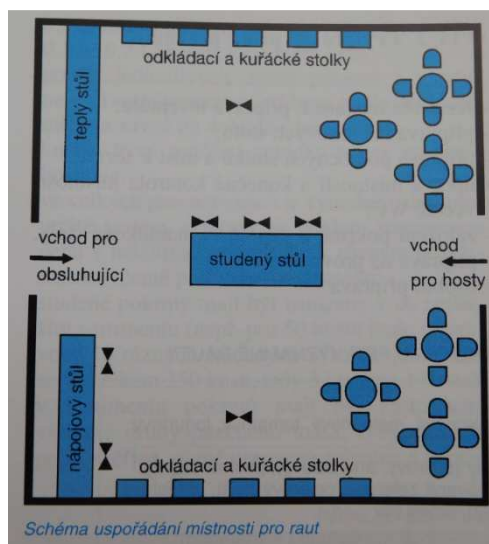 odkládací a kuřácké stolky
teplý stůl
vchod pro
obsluhující
studený stůl
vchod
pro hosty
nápojový stůl
odkládací a kuřácké stolky
Schéma uspořádání místnosti pro raut